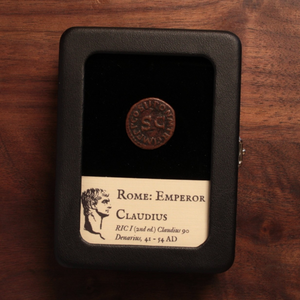 SC
ROME: EMPEROR
CLAUDIUS
RIC I (2nd ed.) Claudius 90
Denarius, 41 - 54 AD